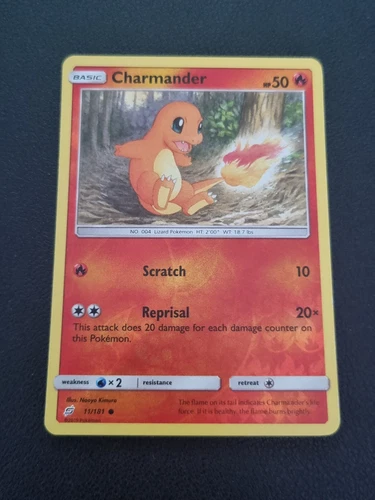 BASIC Charmander HP50
NO. 004 Lizard Pokémon HT: 2'00" WT: 18.7 lbs
Scratch 10
Reprisal 20×
This attack does 20 damage for each damage counter on
this Pokémon.
weakness ×2 resistance retreat
Illus. Naoyo Kimura
11/181
The flame on its tail indicates Charmander's life
force. If it is healthy, the flame burns brightly.